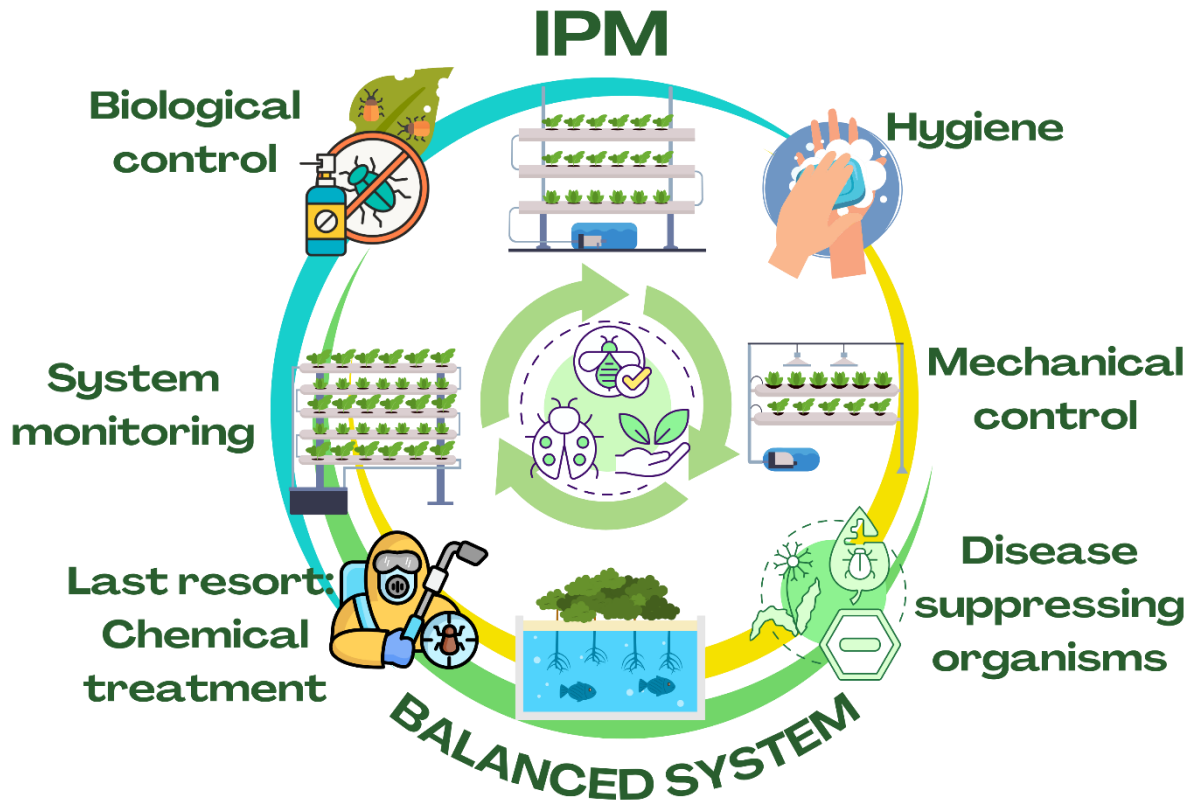 IPM
Biological
control
Hygiene
System
monitoring
Mechanical
control
Last resort:
Chemical
treatment
Disease
suppressing
organisms
BALANCED SYSTEM